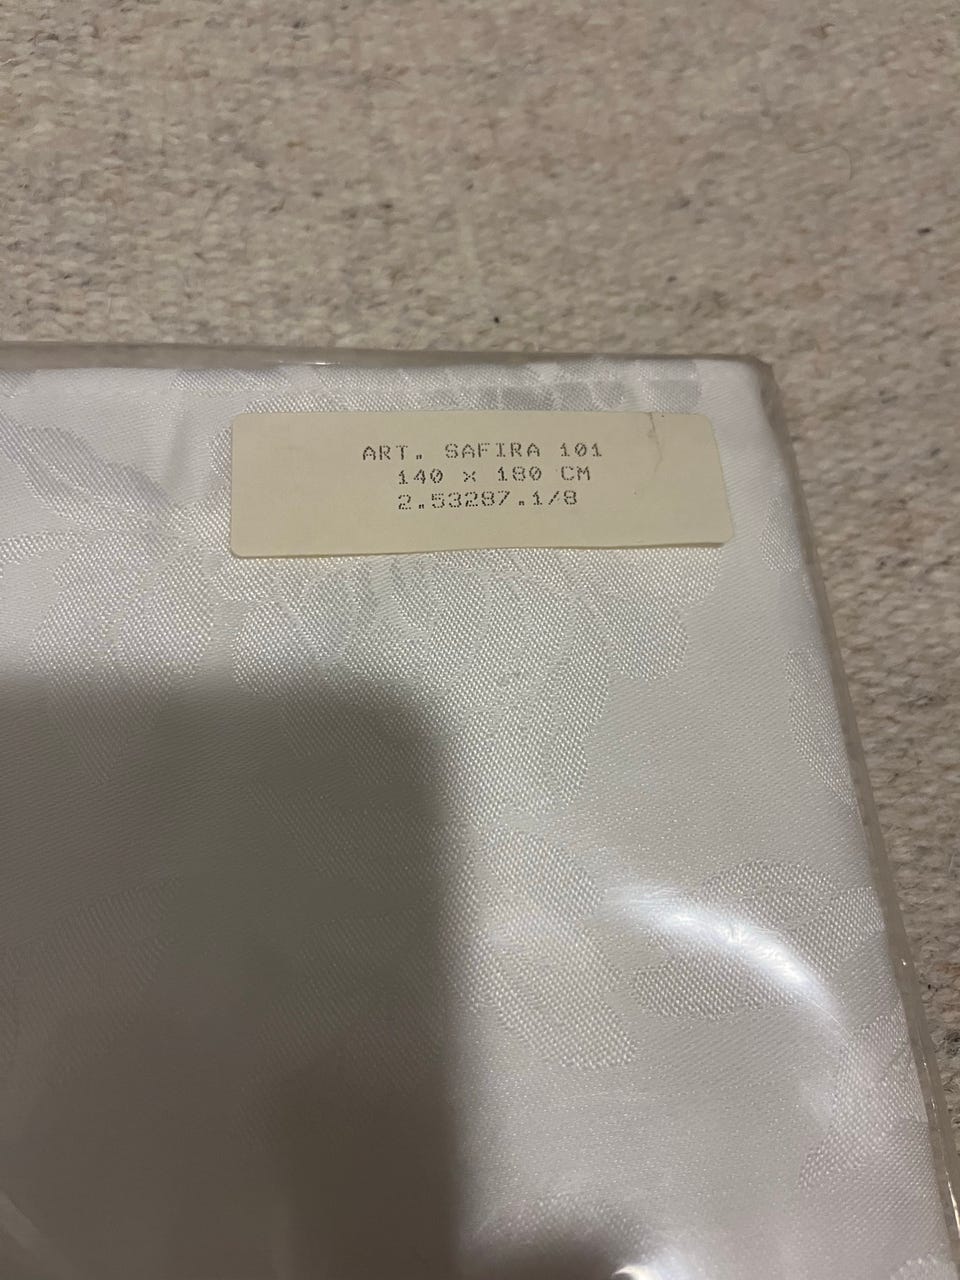 ART. SAFIRA 101
140 x 180 CM
2.53287.1/8